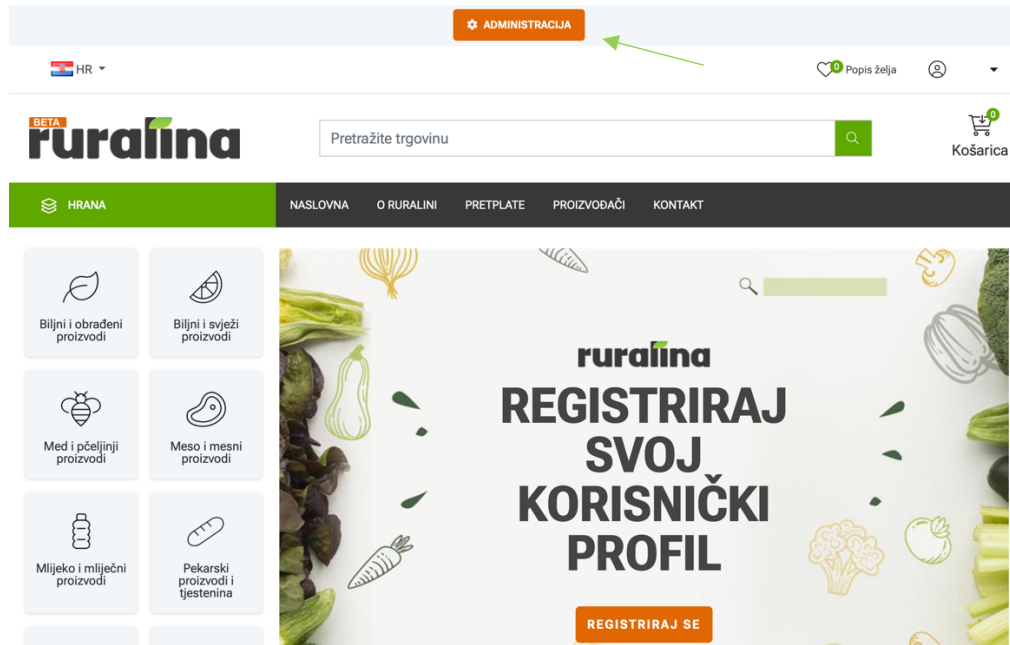 ADMINISTRACIJA
HR
0
Popis želja
BETA
ruralina
Pretražite trgovinu
0
Košarica
HRANA
NASLOVNA O RURALINI PRETPLATE PROIZVOĐAČI KONTAKT
Biljni i obrađeni
proizvodi
Biljni i svježi
proizvodi
Med i pčelinji
proizvodi
Meso i mesni
proizvodi
Mlijeko i mliječni
proizvodi
Pekarski
proizvodi i
tjestenina
ruralina
REGISTRIRAJ
SVOJ
KORISNIČKI
PROFIL
REGISTRIRAJ SE